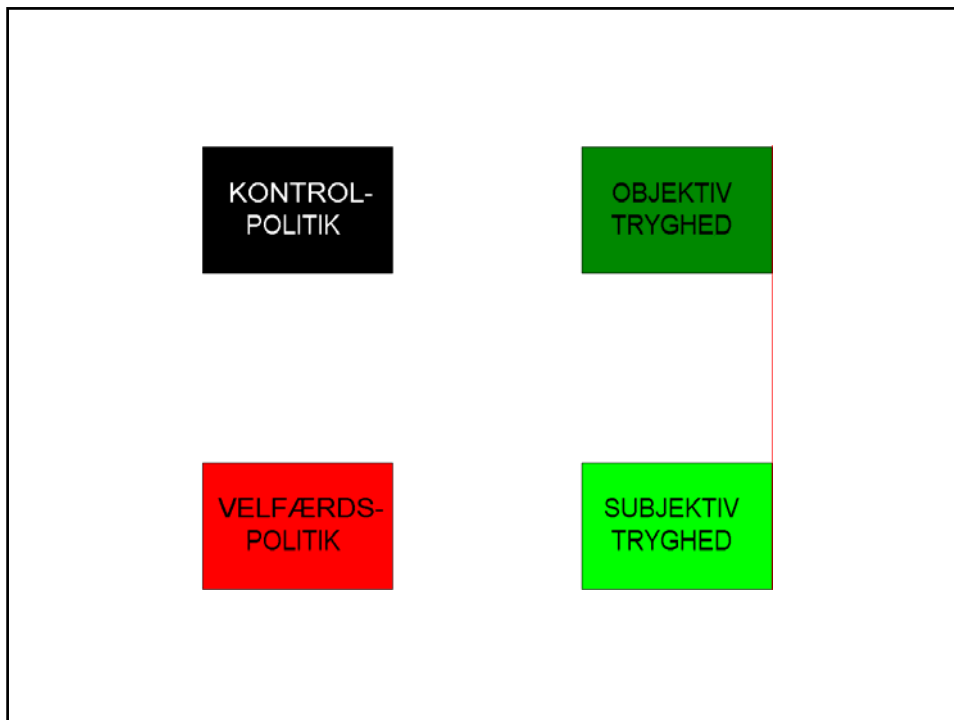 KONTROL-
POLITIK
OBJEKTIV
TRYGHED
VELFÆRDS-
POLITIK
SUBJEKTIV
TRYGHED